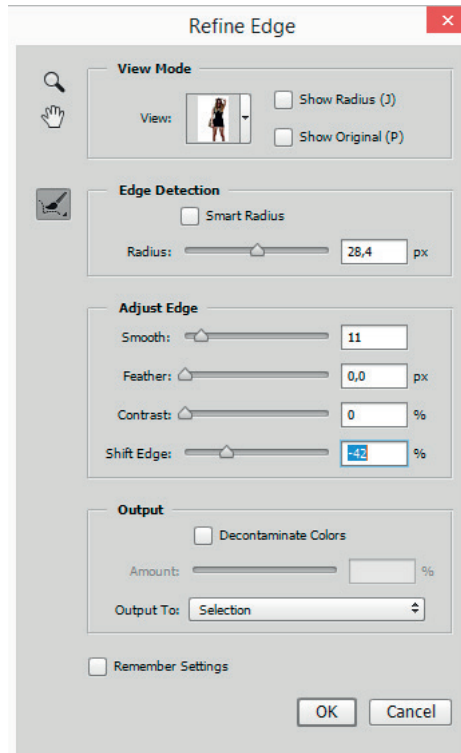 Refine Edge
View Mode
View:
Show Radius (J)
Show Original (P)
Edge Detection
Smart Radius
Radius: 28,4 px
Adjust Edge
Smooth: 11
Feather: 0,0 px
Contrast: 0 %
Shift Edge: -42 %
Output
Decontaminate Colors
Amount: %
Output To: Selection
Remember Settings
OK Cancel